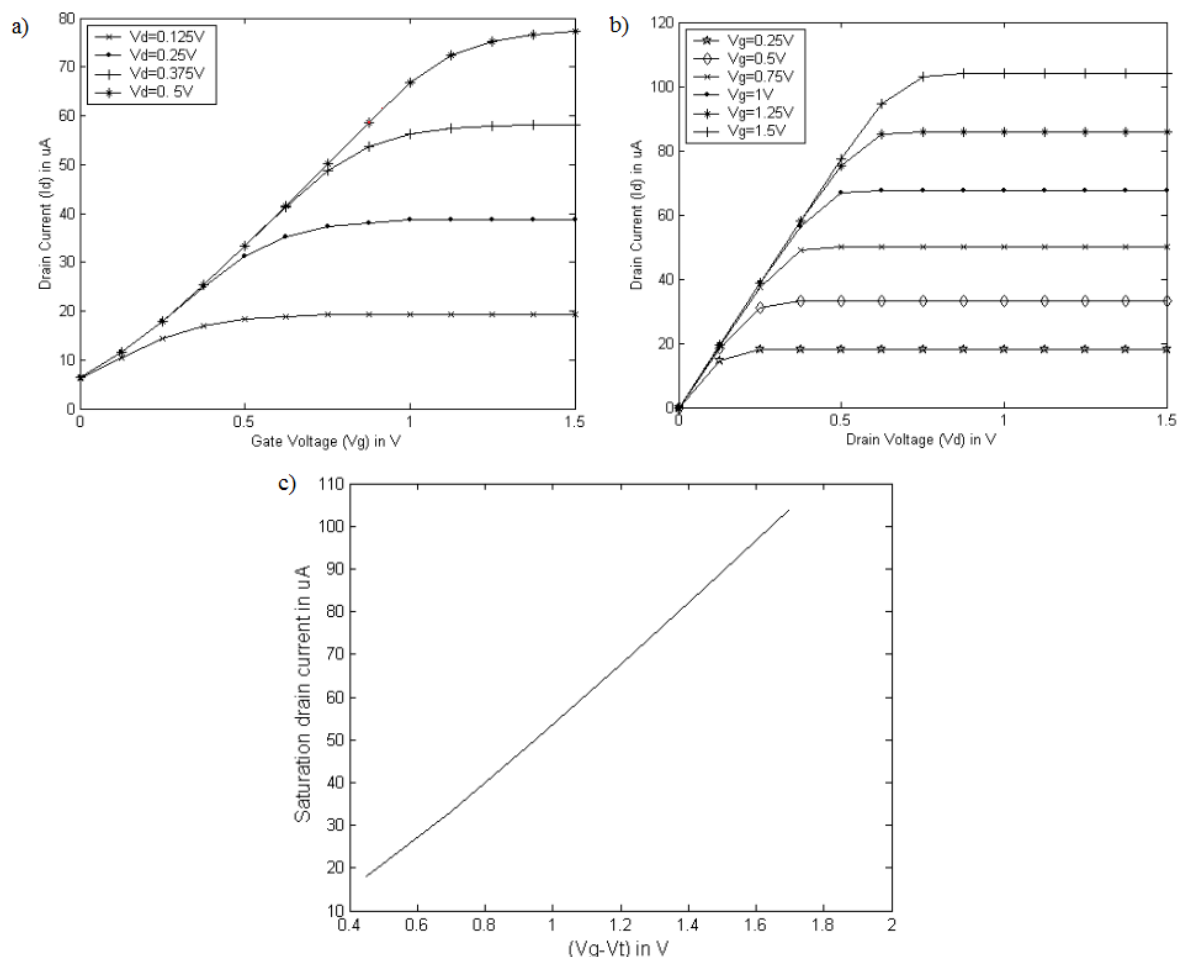 a)
80
70
60
50
40
30
20
10
0
Drain Current (Id) in uA
Vd=0.125V
Vd=0.25V
Vd=0.375V
Vd=0. 5V
0 0.5 1 1.5
Gate Voltage (Vg) in V
b)
120
100
80
60
40
20
0
Drain Current (Id) in uA
Vg=0.25V
Vg=0.5V
Vg=0.75V
Vg=1V
Vg=1.25V
Vg=1.5V
0 0.5 1 1.5
Drain Voltage (Vd) in V
c)
110
100
90
80
70
60
50
40
30
20
10
Saturation drain current in uA
0.4 0.6 0.8 1 1.2 1.4 1.6 1.8 2
(Vg-Vt) in V